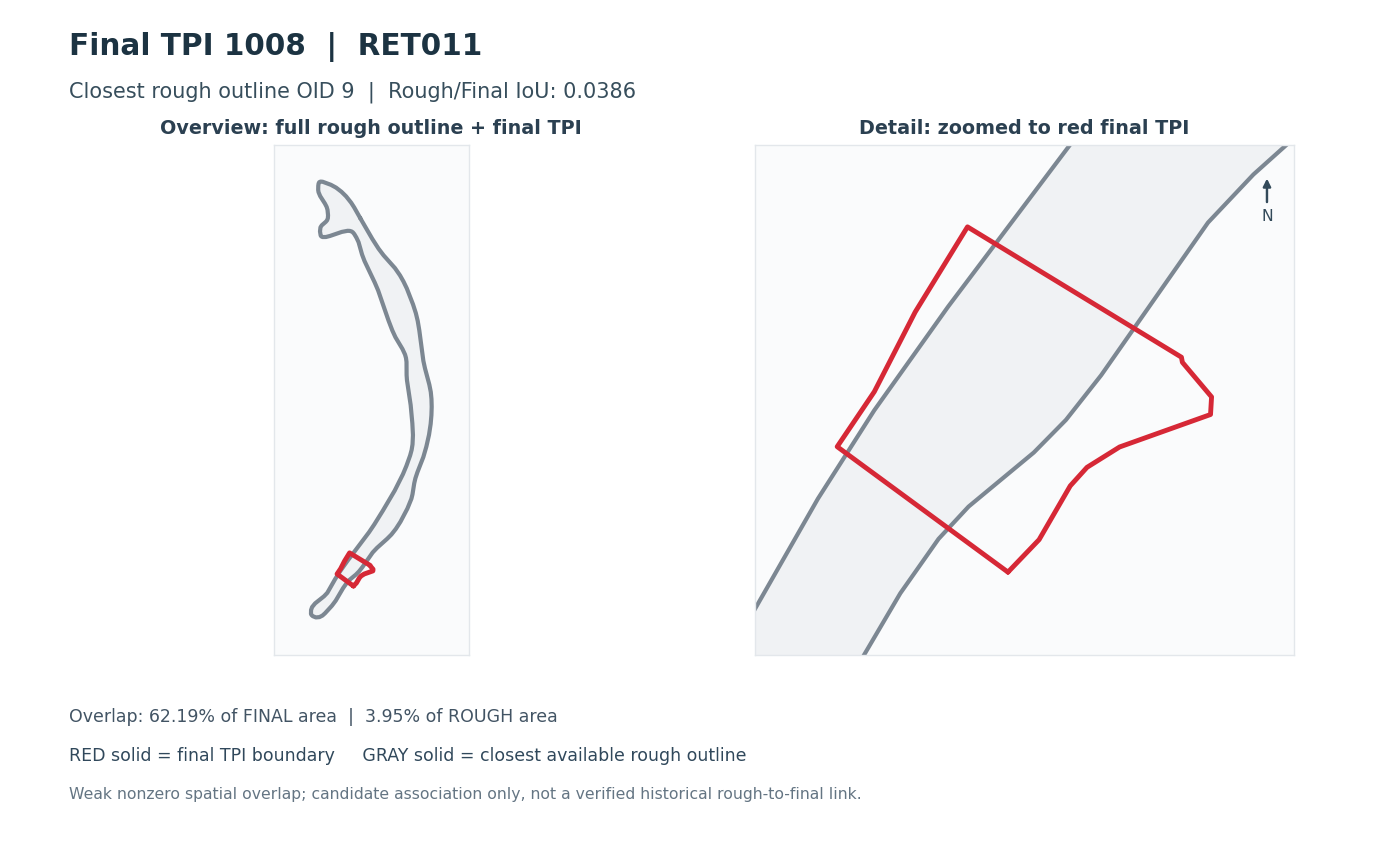 Final TPI 1008 | RET011
Closest rough outline OID 9 | Rough/Final IoU: 0.0386
Overview: full rough outline + final TPI
Detail: zoomed to red final TPI
N
Overlap: 62.19% of FINAL area | 3.95% of ROUGH area
RED solid = final TPI boundary GRAY solid = closest available rough outline
Weak nonzero spatial overlap; candidate association only, not a verified historical rough-to-final link.